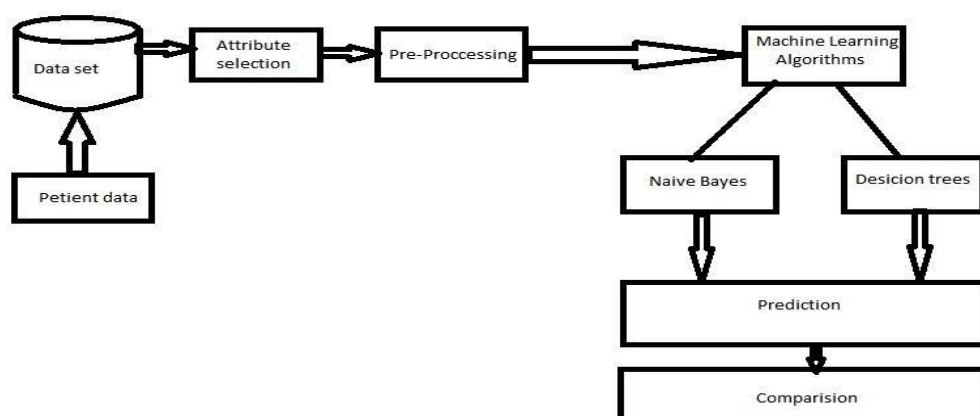 Data set
Attribute
selection
Pre-Proccessing
Machine Learning
Algorithms
Petient data
Naive Bayes
Desicion trees
Prediction
Comparision